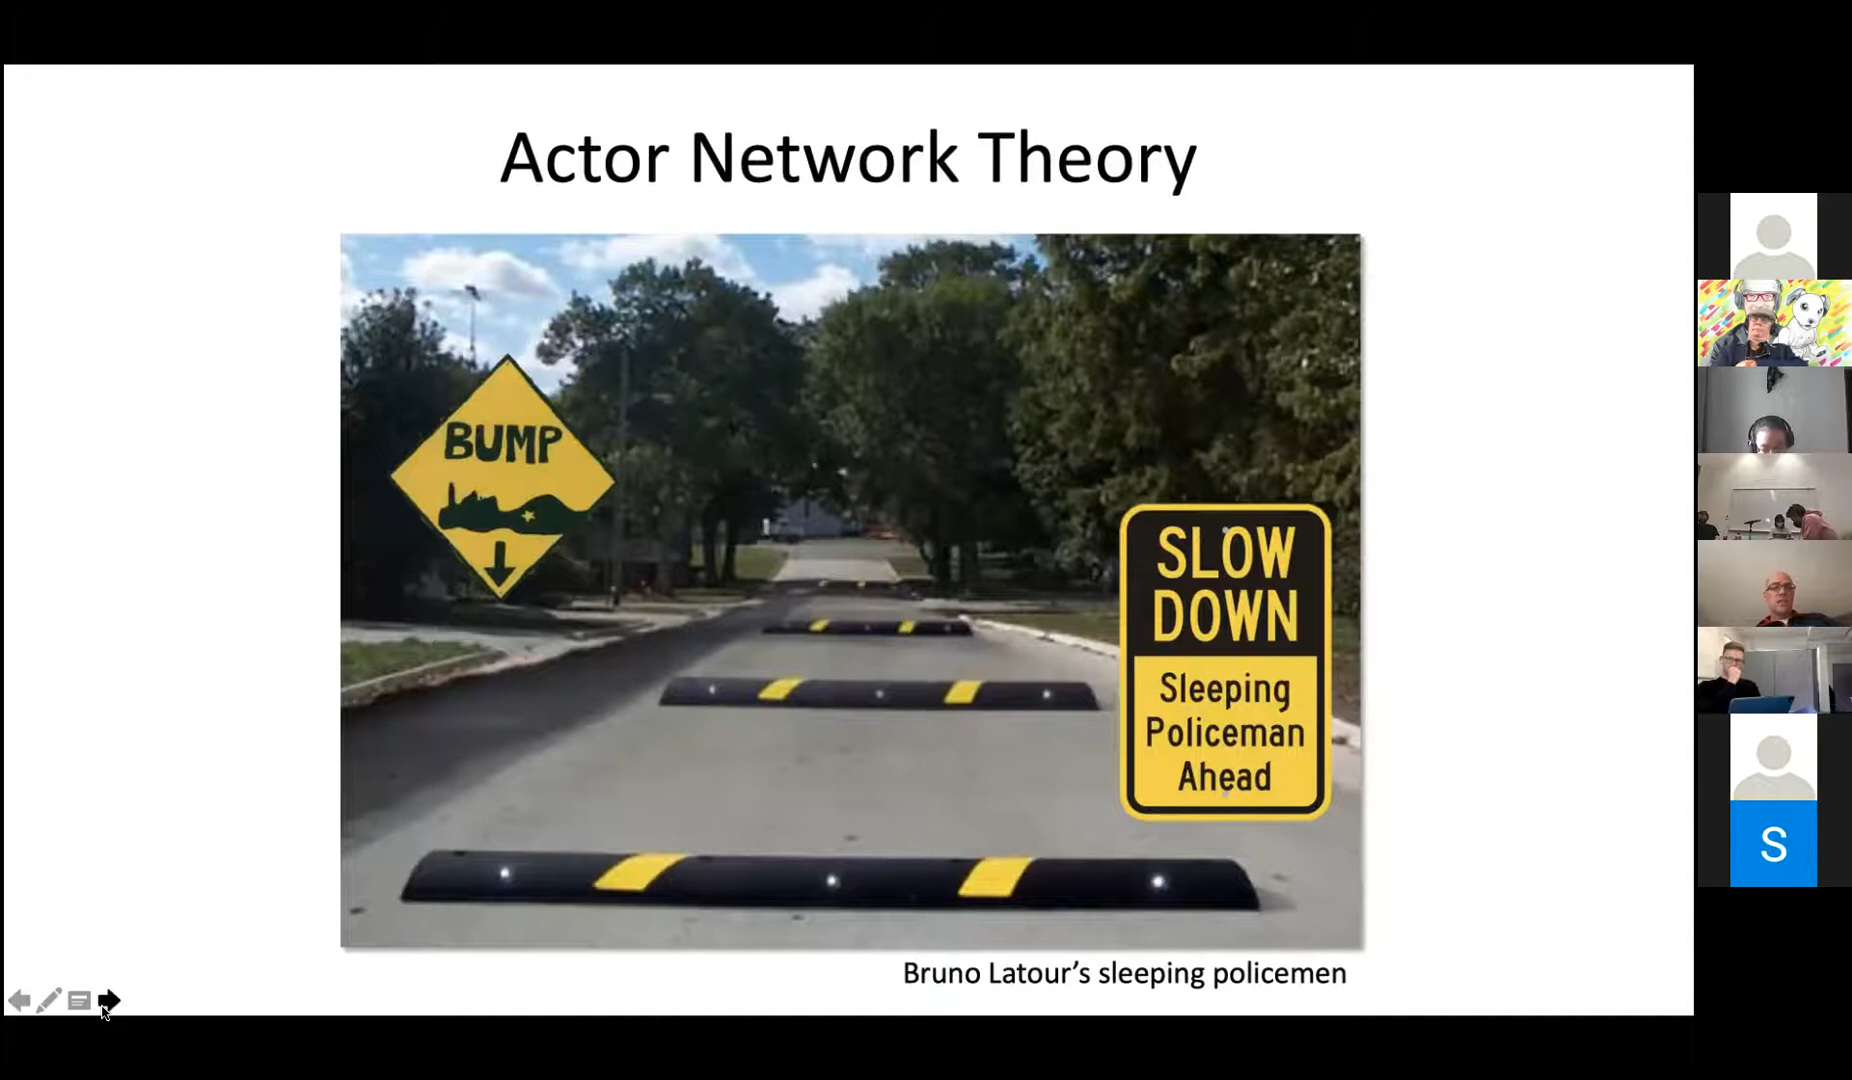 Actor Network Theory
BUMP
SLOW
DOWN
Sleeping
Policeman
Ahead
Bruno Latour's sleeping policemen
S